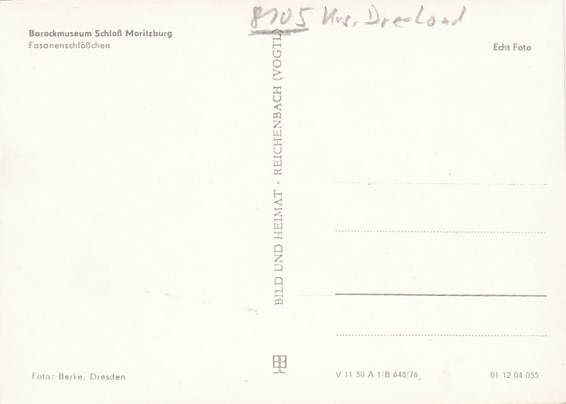 8105 Krs. Dresden
Barockmuseum Schloß Moritzburg
Fasanenschlößchen
Echt Foto
BILD UND HEIMAT · REICHENBACH (VOGTL)
Foto: Berke, Dresden
V 11 50 A 1/B 648/76
01 12 04 055